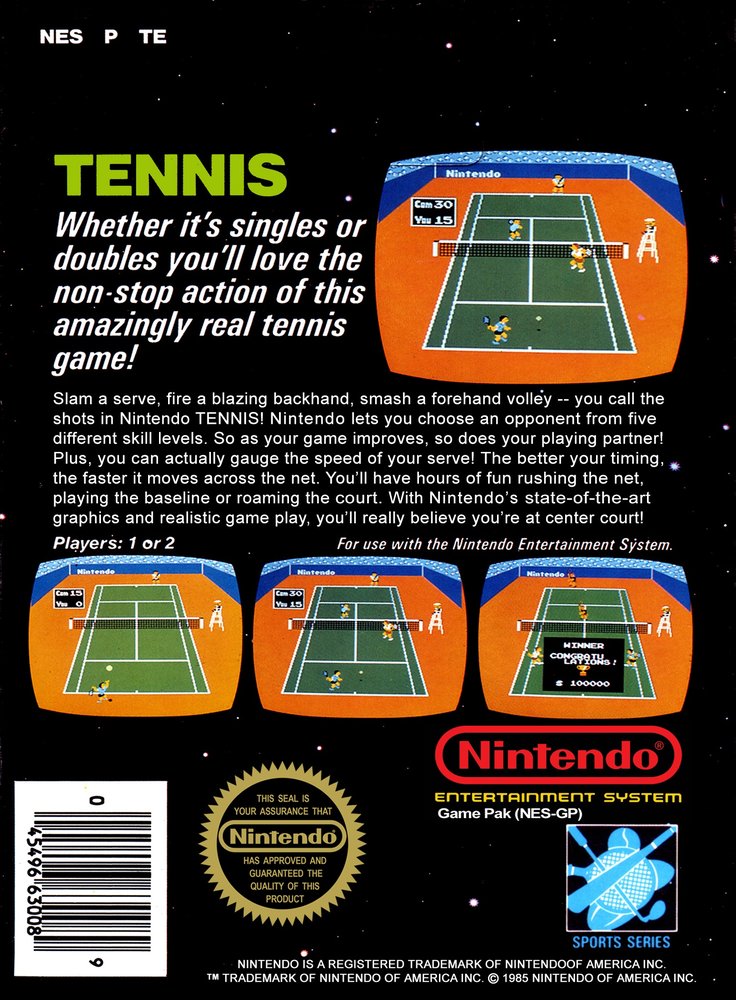 NES P TE
TENNIS
Whether it's singles or
doubles you'll love the
non-stop action of this
amazingly real tennis
game!
Nintendo
Com 30
You 15
Slam a serve, fire a blazing backhand, smash a forehand volley -- you call the
shots in Nintendo TENNIS! Nintendo lets you choose an opponent from five
different skill levels. So as your game improves, so does your playing partner!
Plus, you can actually gauge the speed of your serve! The better your timing,
the faster it moves across the net. You'll have hours of fun rushing the net,
playing the baseline or roaming the court. With Nintendo's state-of-the-art
graphics and realistic game play, you'll really believe you're at center court!
Players: 1 or 2
For use with the Nintendo Entertainment System.
Nintendo
Com 15
You 0
Nintendo
Com 30
You 15
Nintendo
WINNER
CONGRATU
LATIONS!
$ 100000
Nintendo®
ENTERTAINMENT SYSTEM
Game Pak (NES-GP)
SPORTS SERIES
THIS SEAL IS
YOUR ASSURANCE THAT
Nintendo
HAS APPROVED AND
GUARANTEED THE
QUALITY OF THIS
PRODUCT
0
45496 63008
9
NINTENDO IS A REGISTERED TRADEMARK OF NINTENDOOF AMERICA INC.
™ TRADEMARK OF NINTENDO OF AMERICA INC. © 1985 NINTENDO OF AMERICA INC.